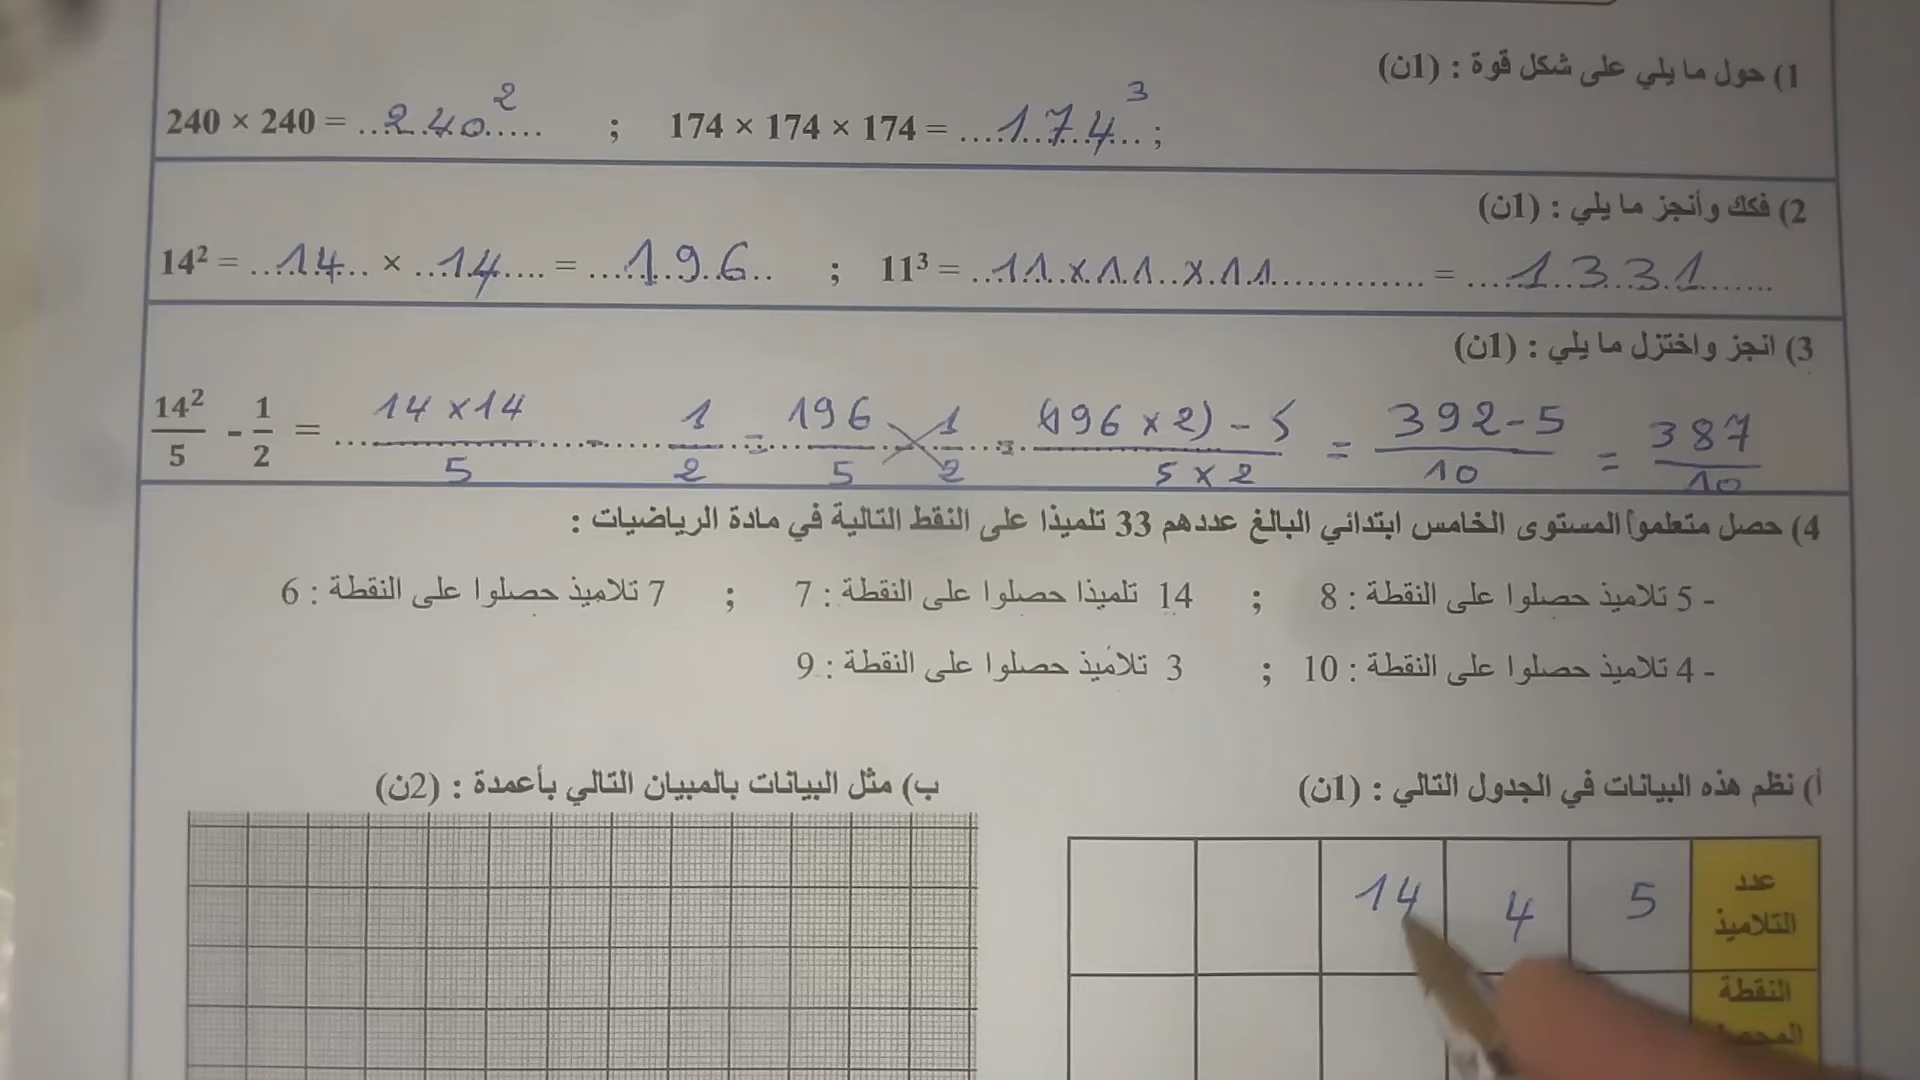 1) حول ما يلي على شكل قوة : (1ن)
240 × 240 = ...240²... ; 174 × 174 × 174 = ...174³... ;
2) فكك وأنجز ما يلي : (1ن)
14² = ...14... × ...14... = ...196... ; 11³ = ...11×11×11... = ...1331...
3) انجز واختزل ما يلي : (1ن)
14²/5 - 1/2 = 14×14/5 - 1/2 = 196/5 - 1/2 = (196×2)-5/5×2 = 392-5/10 = 387/10
4) حصل متعلموا المستوى الخامس ابتدائي البالغ عددهم 33 تلميذا على النقط التالية في مادة الرياضيات :
- 5 تلاميذ حصلوا على النقطة : 8 ; 14 تلميذا حصلوا على النقطة : 7 ; 7 تلاميذ حصلوا على النقطة : 6
- 4 تلاميذ حصلوا على النقطة : 10 ; 3 تلاميذ حصلوا على النقطة : 9
أ) نظم هذه البيانات في الجدول التالي : (1ن)
ب) مثل البيانات بالمبيان التالي بأعمدة : (2ن)
عدد التلاميذ 5 4 14
النقطة